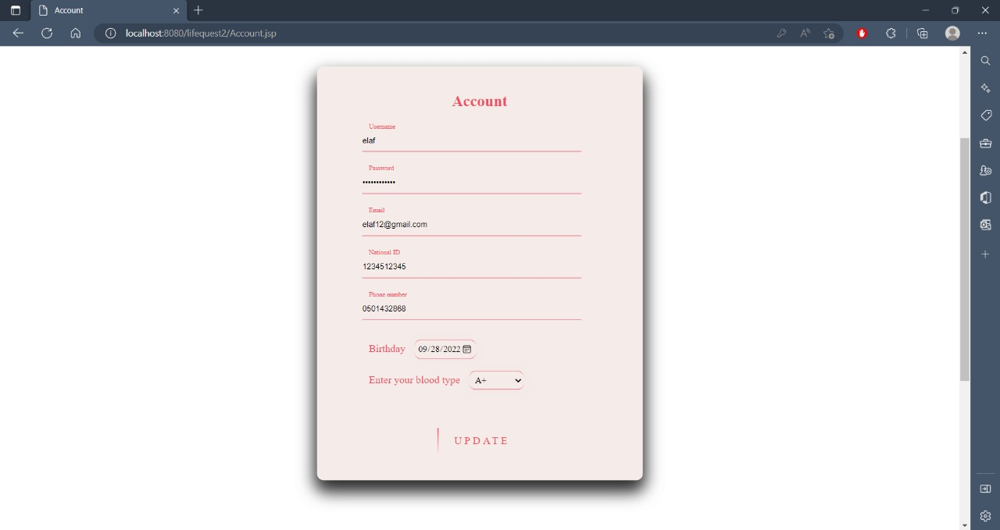 Account
localhost:8080/lifequest2/Account.jsp
Account
Username
elaf
Password
••••••••••••
Email
elaf12@gmail.com
National ID
1234512345
Phone number
0501432868
Birthday 09/28/2022
Enter your blood type A+
UPDATE